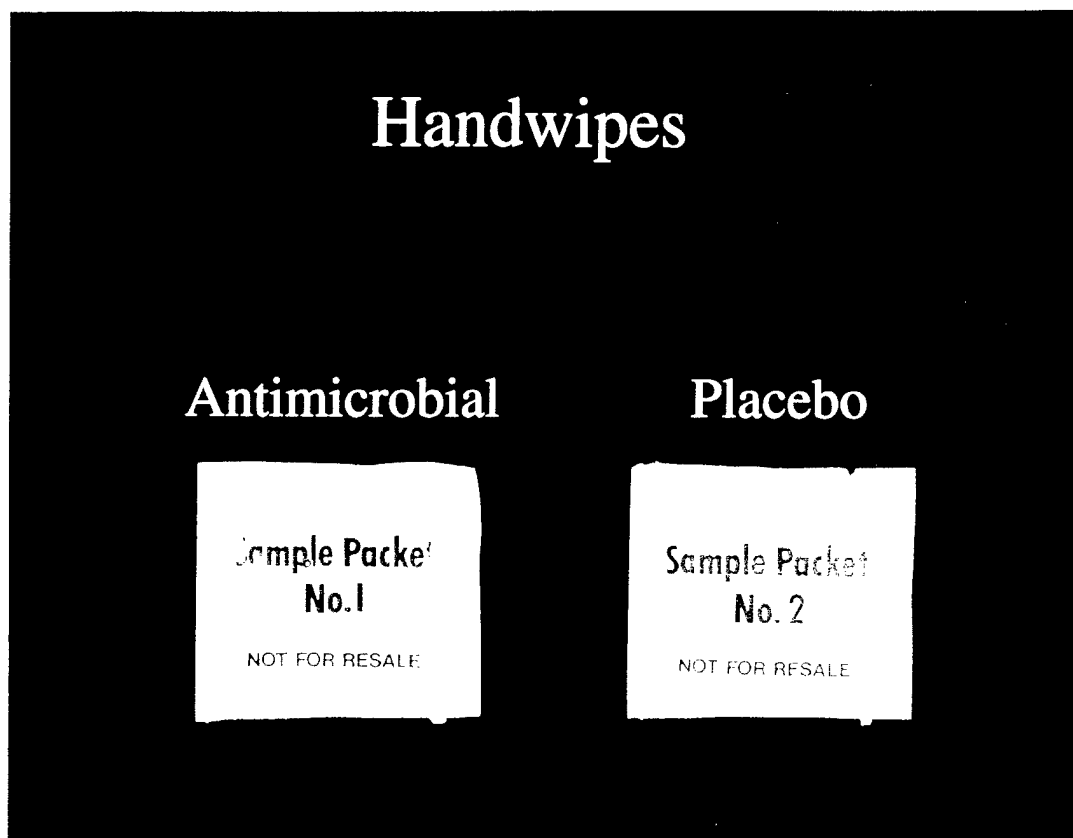 Handwipes
Antimicrobial
Placebo
Sample Packet
No. 1
NOT FOR RESALE
Sample Packet
No. 2
NOT FOR RESALE